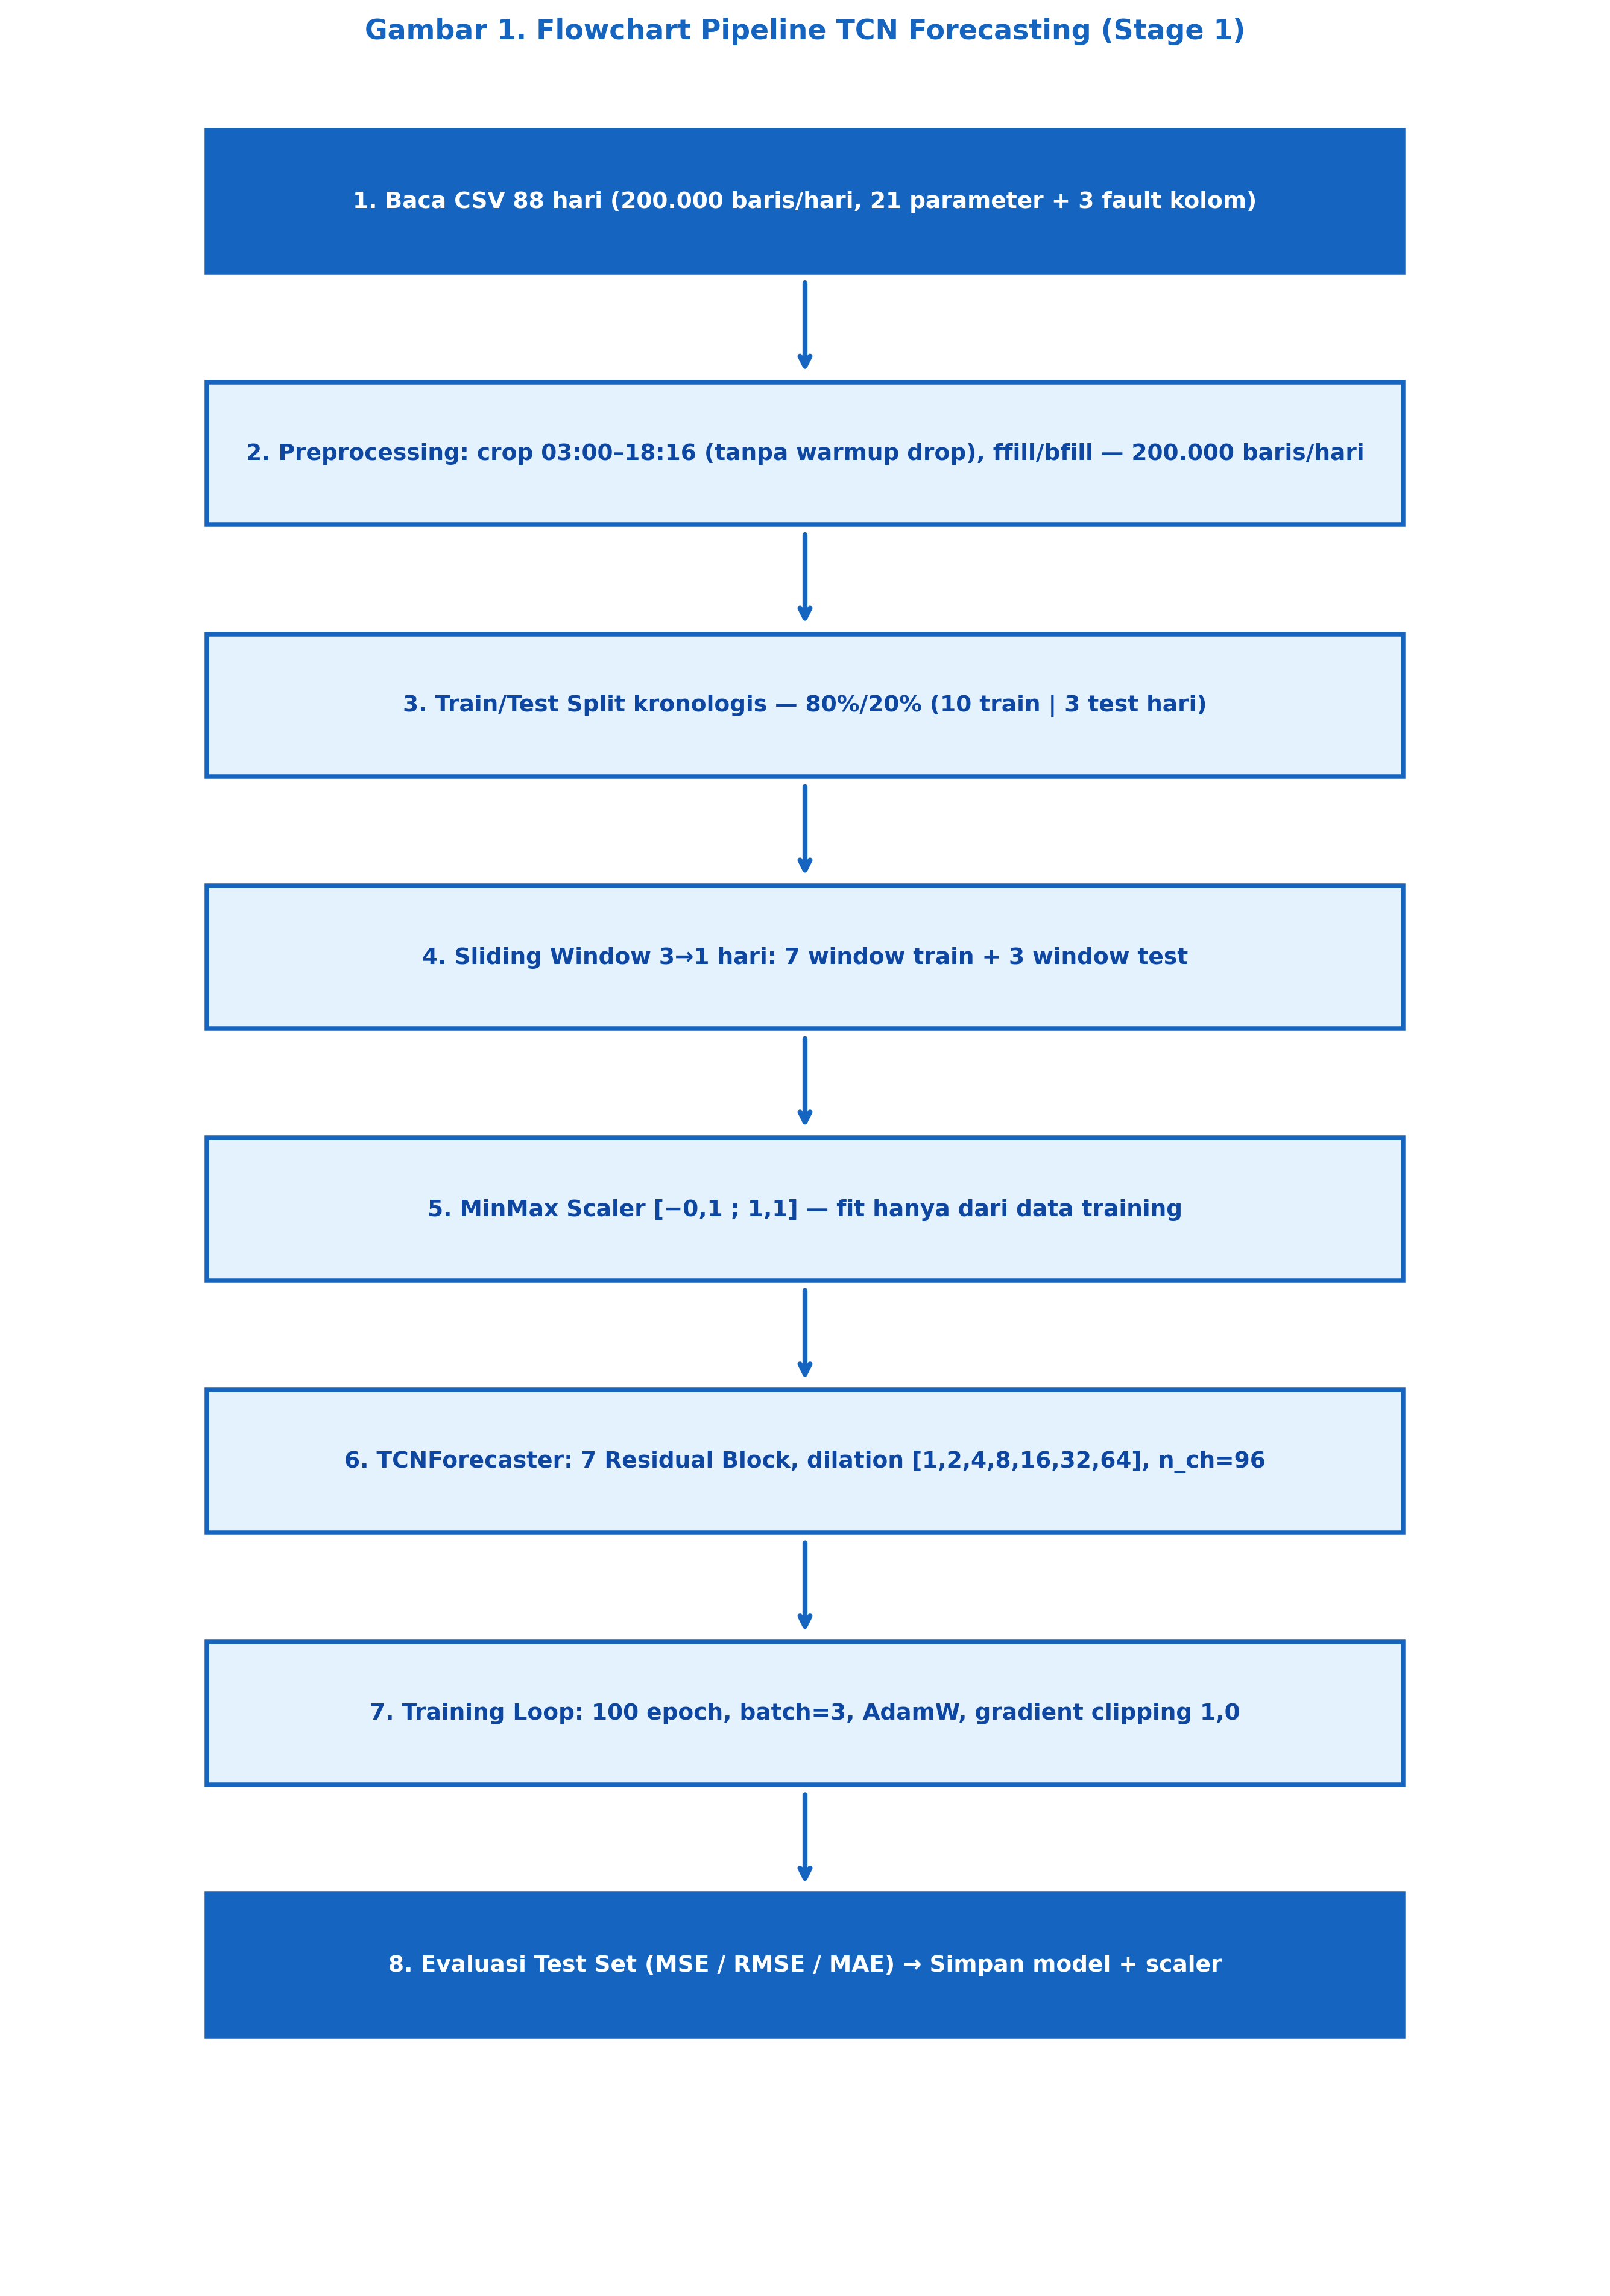 Gambar 1. Flowchart Pipeline TCN Forecasting (Stage 1)
1. Baca CSV 88 hari (200.000 baris/hari, 21 parameter + 3 fault kolom)
2. Preprocessing: crop 03:00–18:16 (tanpa warmup drop), ffill/bfill — 200.000 baris/hari
3. Train/Test Split kronologis — 80%/20% (10 train | 3 test hari)
4. Sliding Window 3→1 hari: 7 window train + 3 window test
5. MinMax Scaler [−0,1 ; 1,1] — fit hanya dari data training
6. TCNForecaster: 7 Residual Block, dilation [1,2,4,8,16,32,64], n_ch=96
7. Training Loop: 100 epoch, batch=3, AdamW, gradient clipping 1,0
8. Evaluasi Test Set (MSE / RMSE / MAE) → Simpan model + scaler